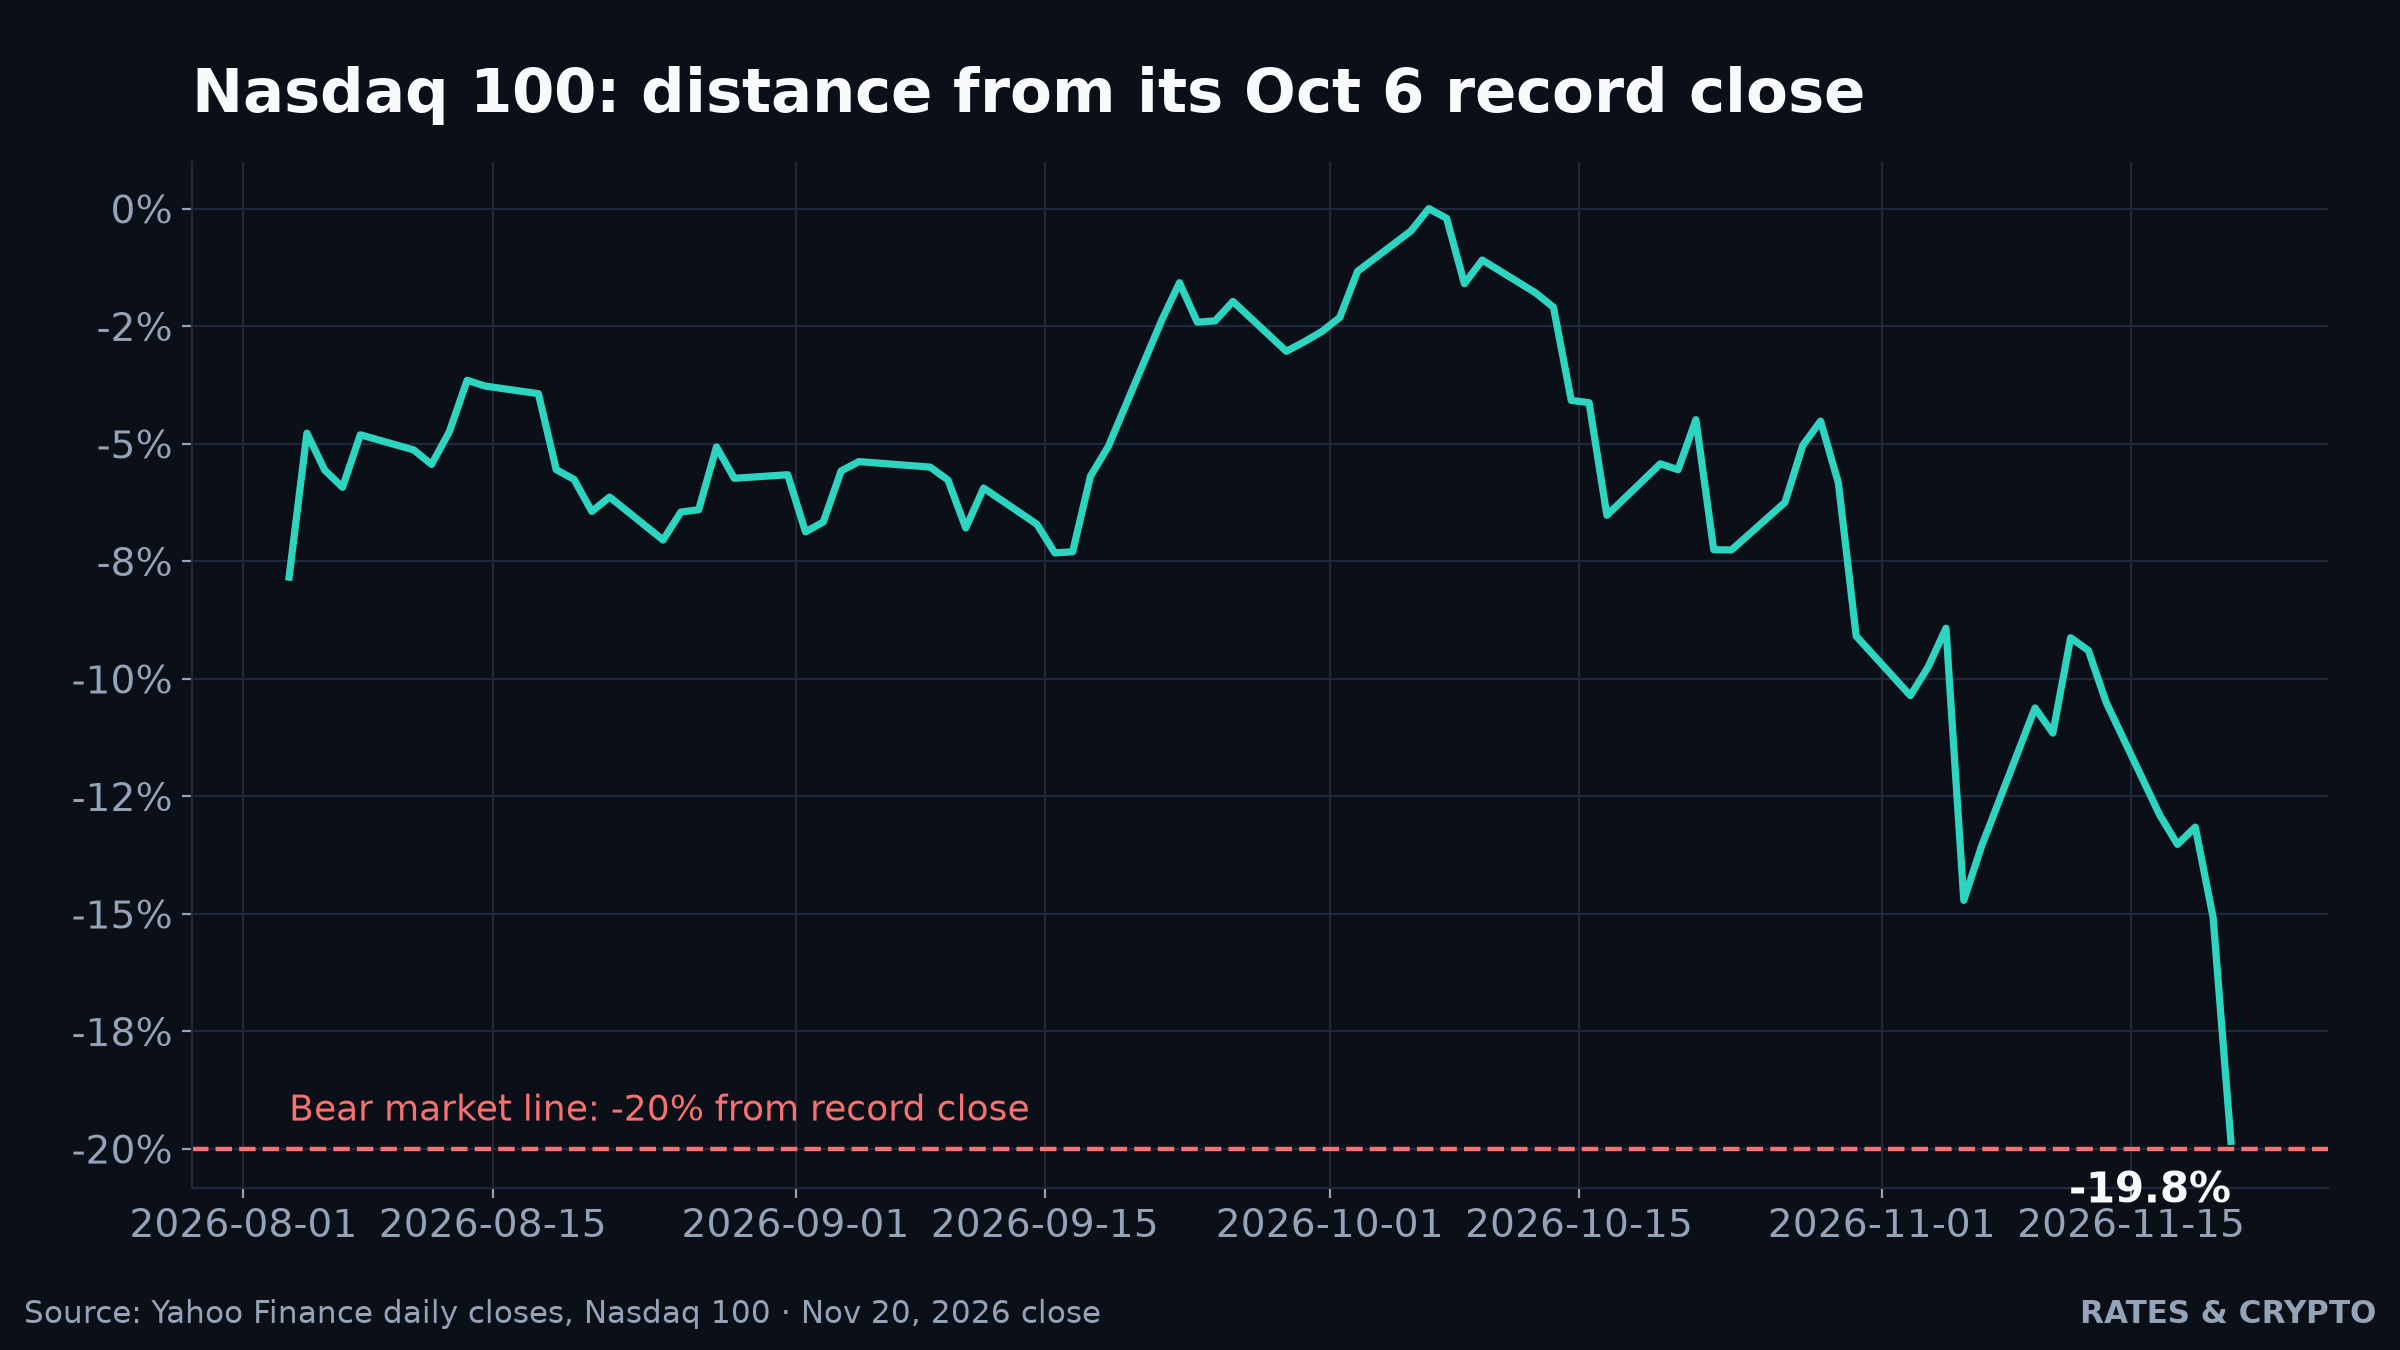 Nasdaq 100: distance from its Oct 6 record close
0%
-2%
-5%
-8%
-10%
-12%
-15%
-18%
Bear market line: -20% from record close
-20%
-19.8%
2026-08-01 2026-08-15 2026-09-01 2026-09-15 2026-10-01 2026-10-15 2026-11-01 2026-11-15
Source: Yahoo Finance daily closes, Nasdaq 100 · Nov 20, 2026 close
RATES & CRYPTO